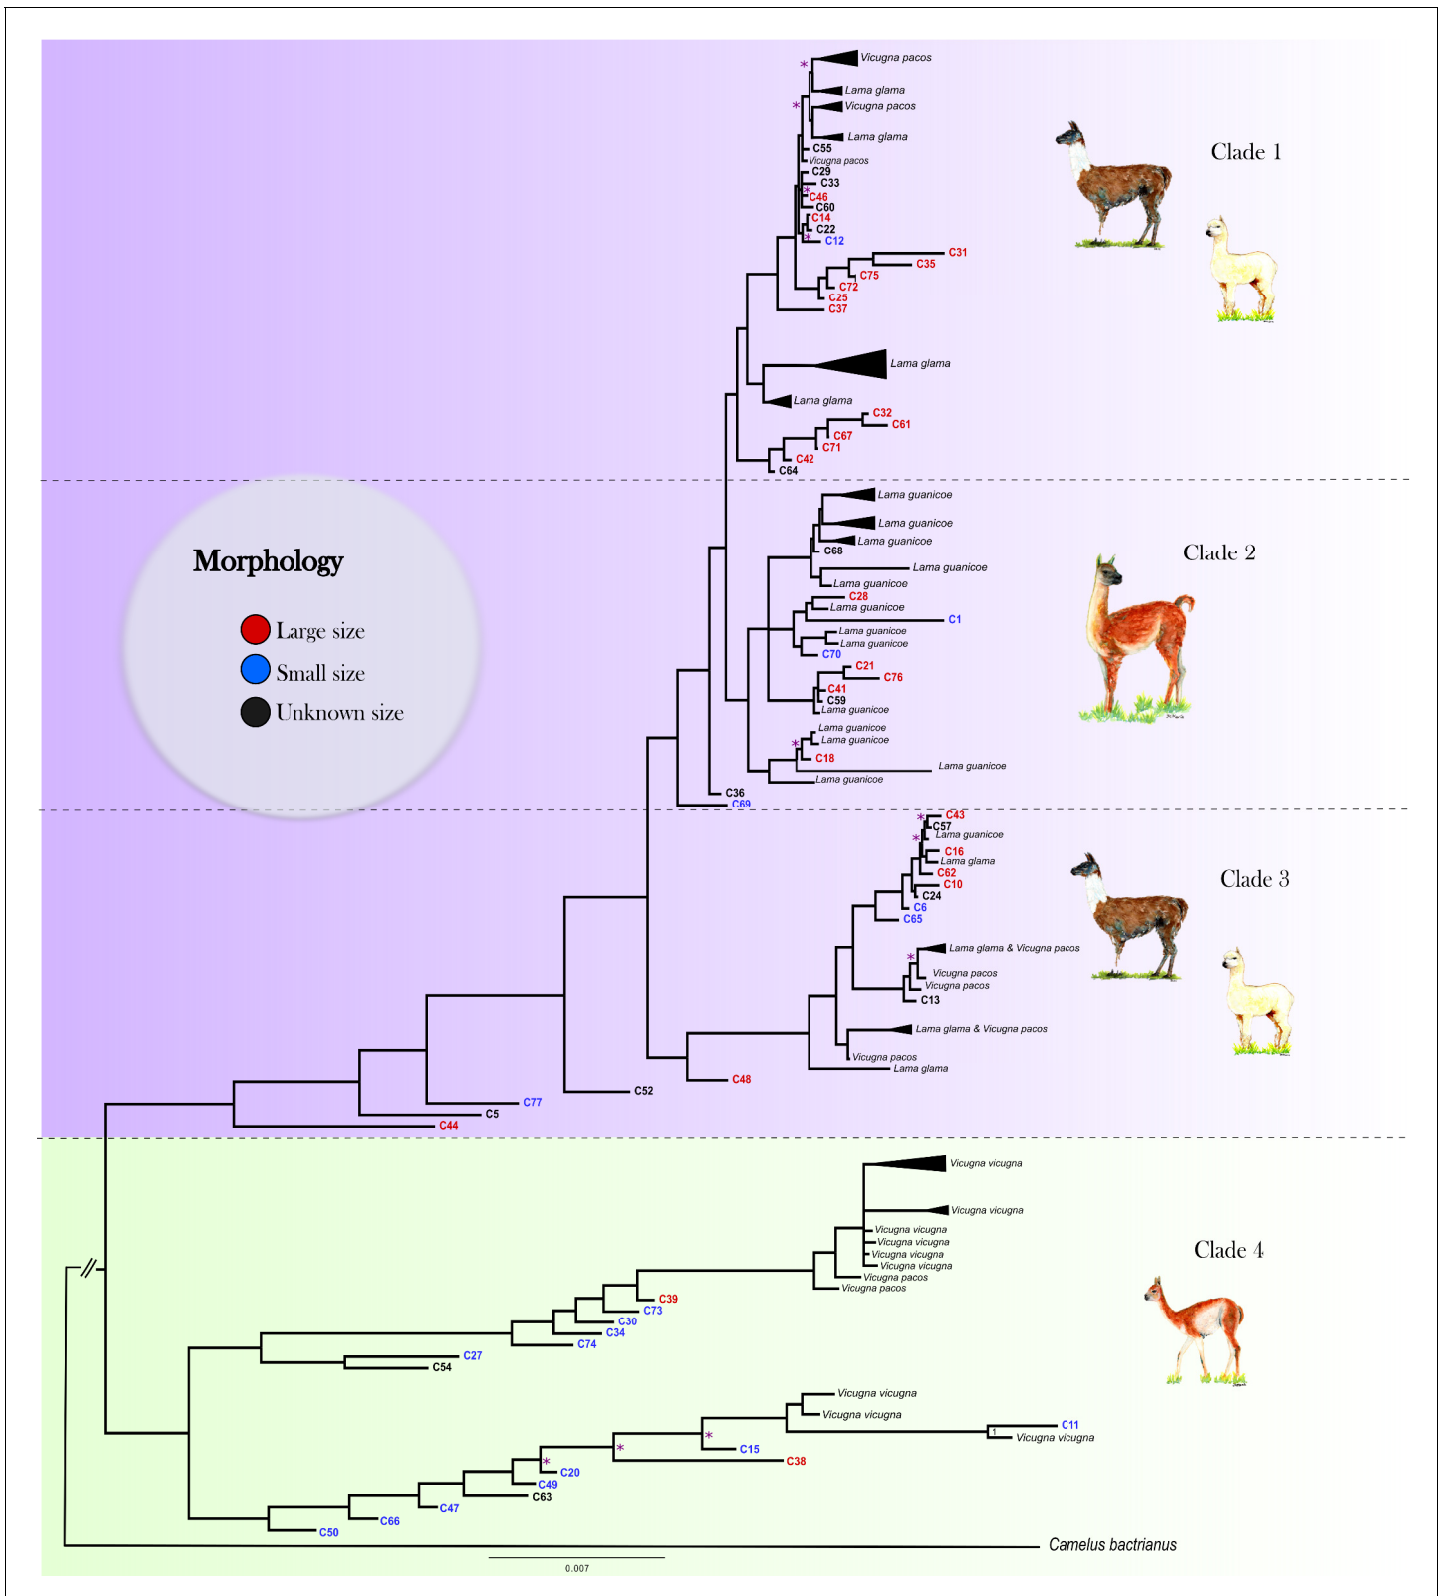 Vicugna pacos
Lama glama
Vicugna pacos
Lama glama
C55
Vicugna pacos
C29
C33
C46
C60
C14
C22
C12
C31
C35
C75
C72
C25
C37
Clade 1
Lama glama
Lama glama
C32
C61
C67
C71
C42
C64
Morphology
Large size
Small size
Unknown size
Lama guanicoe
Lama guanicoe
Lama guanicoe
C68
Lama guanicoe
Lama guanicoe
C28
Lama guanicoe
C1
Lama guanicoe
Lama guanicoe
C70
C21
C76
C41
C59
Lama guanicoe
Lama guanicoe
Lama guanicoe
C18
Lama guanicoe
Lama guanicoe
C36
C69
Clade 2
C43
C57
Lama guanicoe
C16
Lama glama
C62
C10
C24
C6
C65
Lama glama & Vicugna pacos
Vicugna pacos
Vicugna pacos
C13
Lama glama & Vicugna pacos
Vicugna pacos
Lama glama
C48
C52
C77
C5
C44
Clade 3
Vicugna vicugna
Vicugna vicugna
Vicugna vicugna
Vicugna vicugna
Vicugna vicugna
Vicugna vicugna
Vicugna pacos
Vicugna pacos
C39
C73
C30
C34
C74
C27
C54
Clade 4
Vicugna vicugna
Vicugna vicugna
C11
1
Vicugna vicugna
C15
C38
C20
C49
C63
C47
C66
C50
Camelus bactrianus
0.007